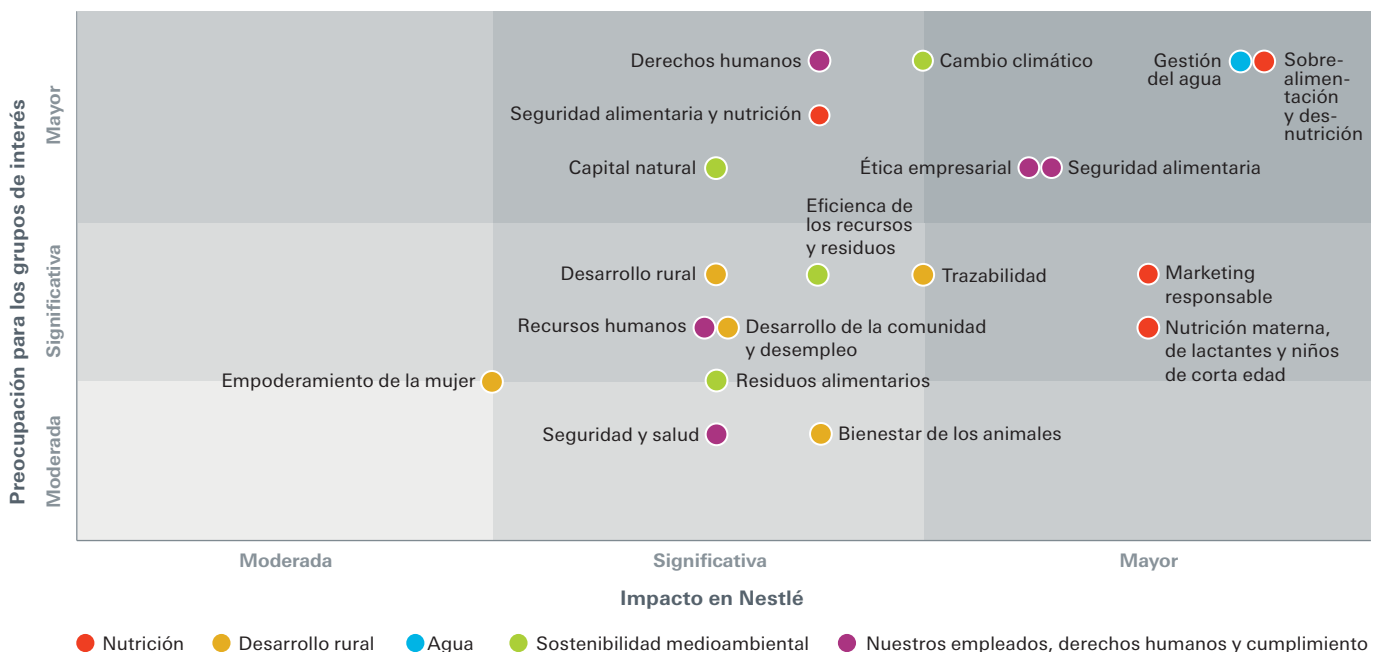 Preocupación para los grupos de interés
Mayor
Significativa
Moderada
Derechos humanos
Cambio climático
Gestión
del agua
Sobre-
alimen-
tación
y des-
nutrición
Seguridad alimentaria y nutrición
Capital natural
Ética empresarial
Seguridad alimentaria
Eficienca de
los recursos
y residuos
Desarrollo rural
Trazabilidad
Marketing
responsable
Recursos humanos
Desarrollo de la comunidad
y desempleo
Nutrición materna,
de lactantes y niños
de corta edad
Empoderamiento de la mujer
Residuos alimentarios
Seguridad y salud
Bienestar de los animales
Moderada
Significativa
Mayor
Impacto en Nestlé
Nutrición
Desarrollo rural
Agua
Sostenibilidad medioambiental
Nuestros empleados, derechos humanos y cumplimiento